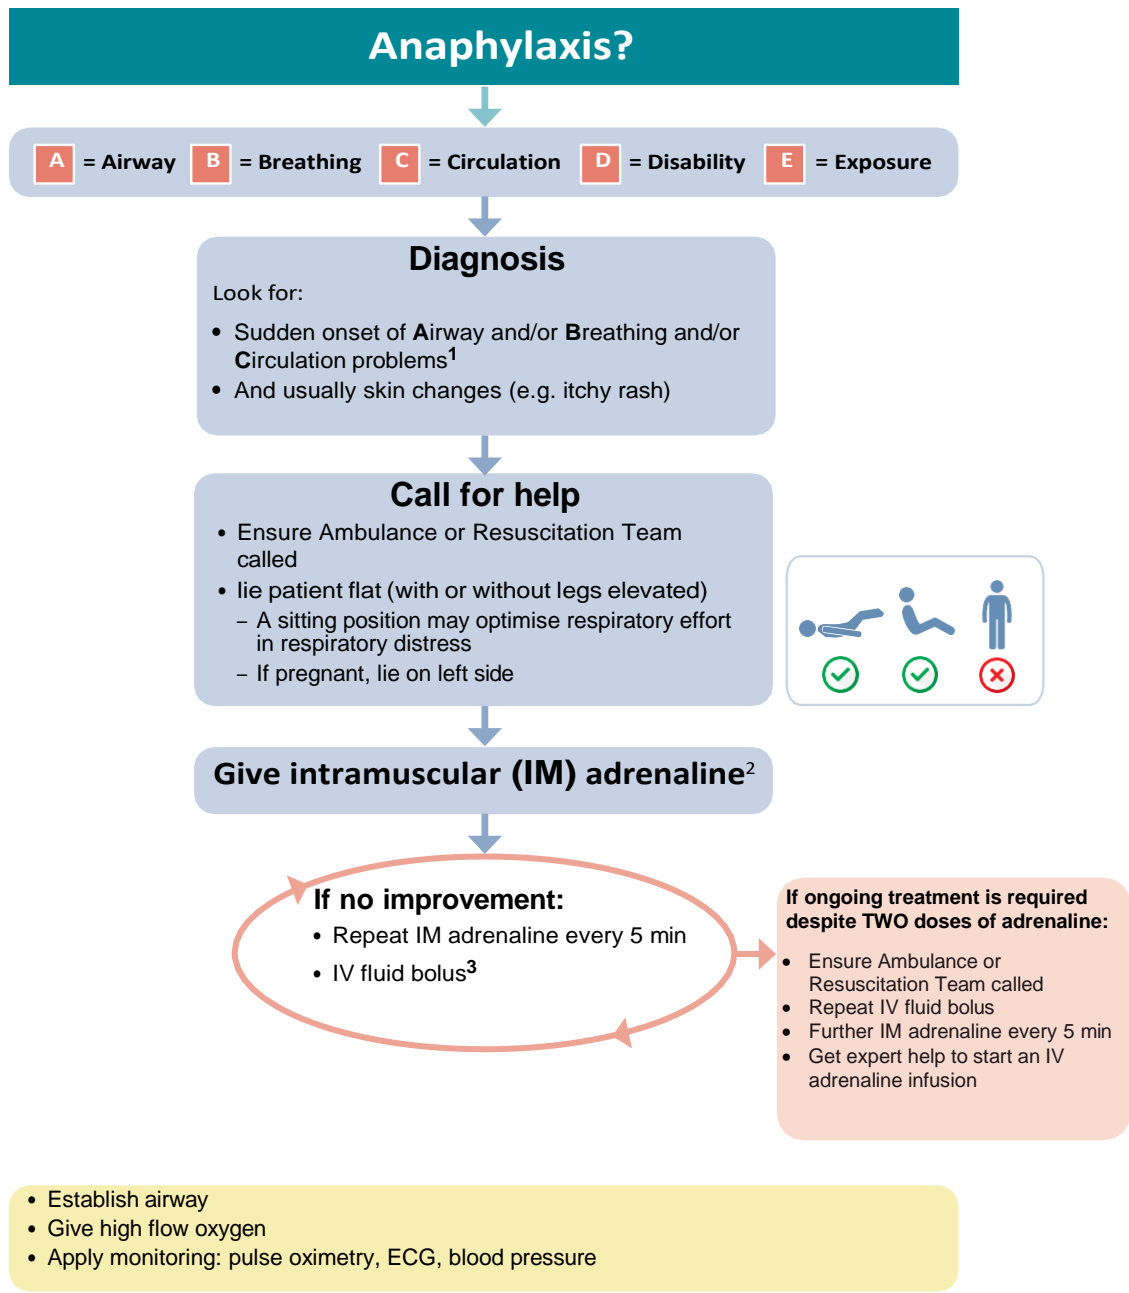 Anaphylaxis?
A = Airway B = Breathing C = Circulation D = Disability E = Exposure
Diagnosis
Look for:
• Sudden onset of Airway and/or Breathing and/or
Circulation problems1
• And usually skin changes (e.g. itchy rash)
Call for help
• Ensure Ambulance or Resuscitation Team
called
• lie patient flat (with or without legs elevated)
– A sitting position may optimise respiratory effort
in respiratory distress
– If pregnant, lie on left side
Give intramuscular (IM) adrenaline2
If no improvement:
• Repeat IM adrenaline every 5 min
• IV fluid bolus3
If ongoing treatment is required
despite TWO doses of adrenaline:
• Ensure Ambulance or
Resuscitation Team called
• Repeat IV fluid bolus
• Further IM adrenaline every 5 min
• Get expert help to start an IV
adrenaline infusion
• Establish airway
• Give high flow oxygen
• Apply monitoring: pulse oximetry, ECG, blood pressure